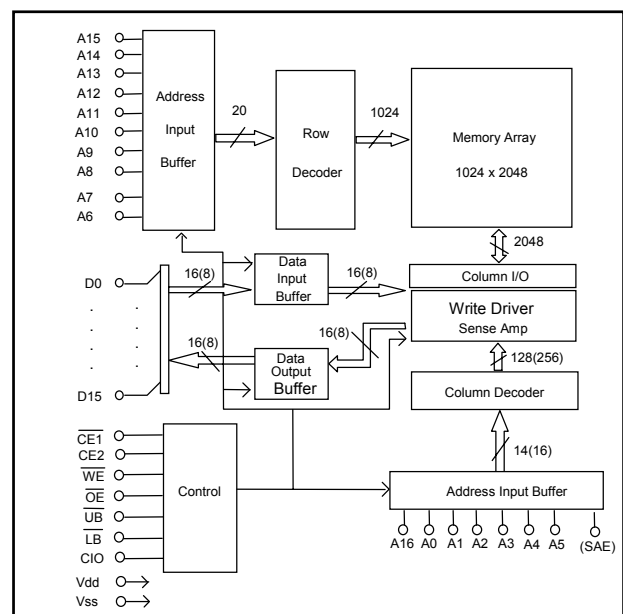 A15
A14
A13
A12
A11
A10
A9
A8
A7
A6
Address
Input
Buffer
20
Row
Decoder
1024
Memory Array
1024 x 2048
2048
D0
.
.
.
.
D15
.
.
.
.
16(8)
Data
Input
Buffer
16(8)
Column I/O
Write Driver
Sense Amp
16(8)
Data
Output
Buffer
16(8)
128(256)
Column Decoder
14(16)
Address Input Buffer
A16
A0
A1
A2
A3
A4
A5
(SAE)
CE1
CE2
WE
OE
UB
LB
CIO
Control
Vdd
Vss